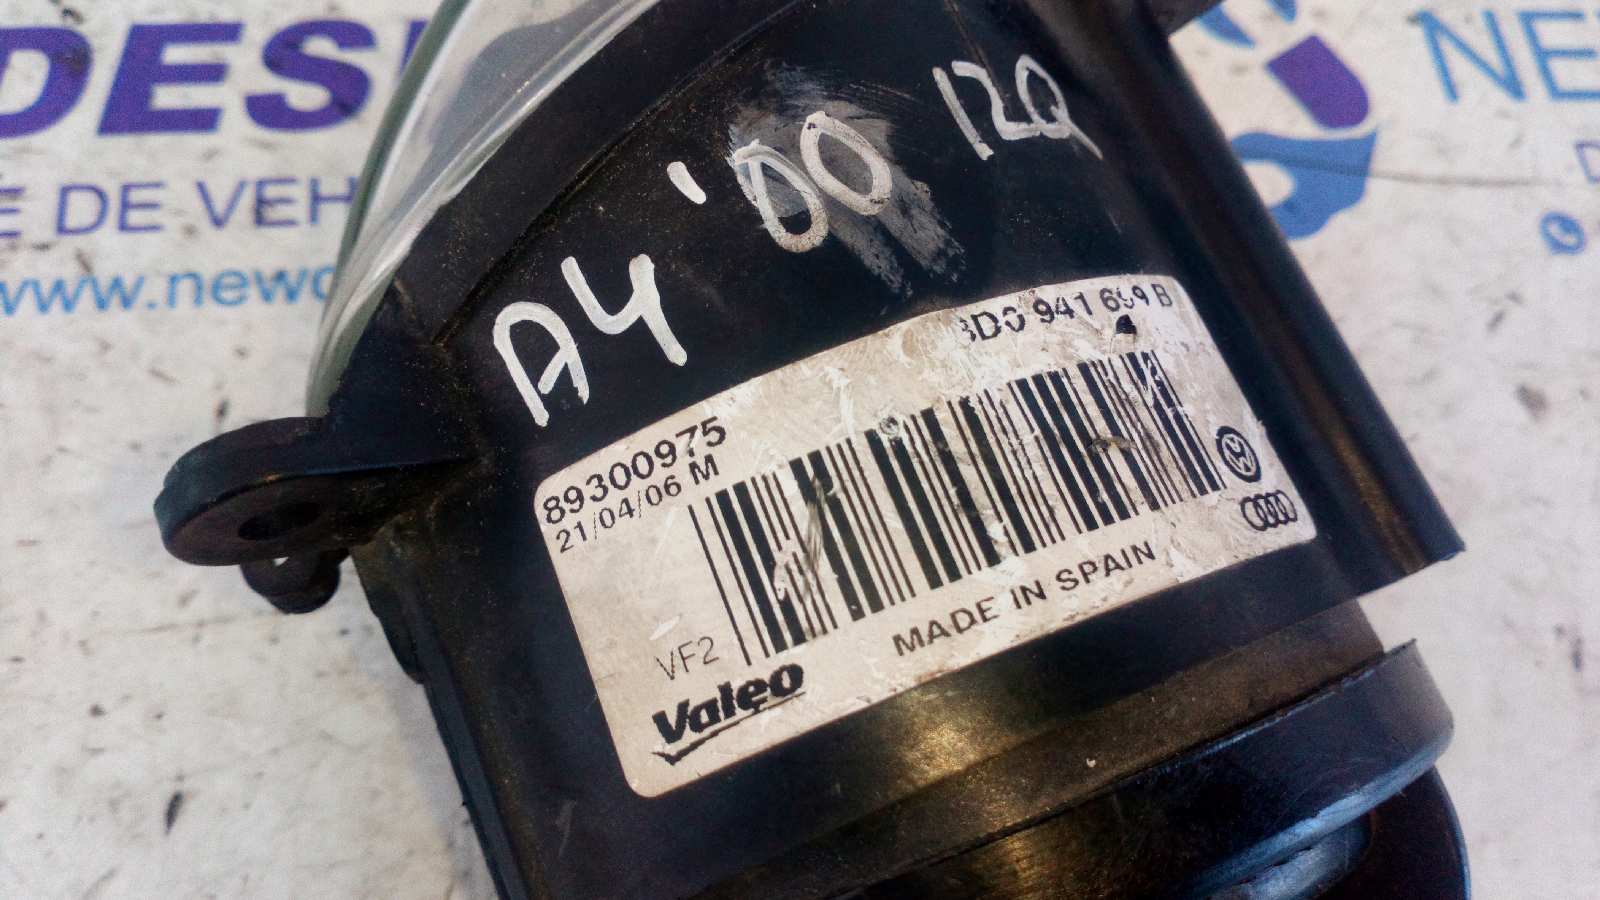 DES
E DE VEH
www.newd
NE
D
A4 '00 IZQ
8D0 941 699 B
89300975
21/04/06 M
VF2
MADE IN SPAIN
Valeo